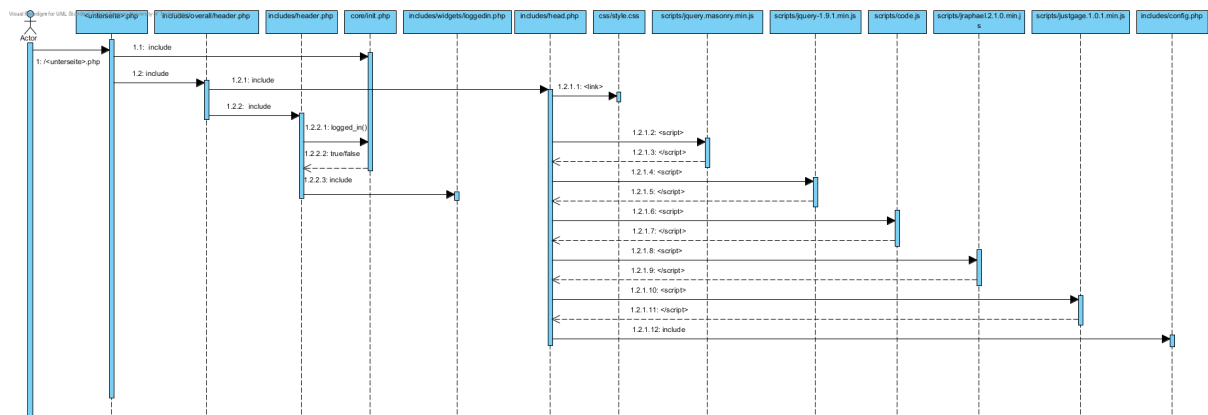 Visual Paradigm for UML
<unterseite>.php
includes/overall/header.php
includes/header.php
core/init.php
includes/widgets/loggedin.php
includes/head.php
css/style.css
scripts/jquery.masonry.min.js
scripts/jquery-1.9.1.min.js
scripts/code.js
scripts/jraphael.2.1.0.min.j
s
scripts/justgage.1.0.1.min.js
includes/config.php
Actor
1: /<unterseite>.php
1.1: include
1.2: include
1.2.1: include
1.2.1.1: <link>
1.2.2: include
1.2.2.1: logged_in()
1.2.1.2: <script>
1.2.2.2: true/false
1.2.1.3: </script>
1.2.1.4: <script>
1.2.2.3: include
1.2.1.5: </script>
1.2.1.6: <script>
1.2.1.7: </script>
1.2.1.8: <script>
1.2.1.9: </script>
1.2.1.10: <script>
1.2.1.11: </script>
1.2.1.12: include